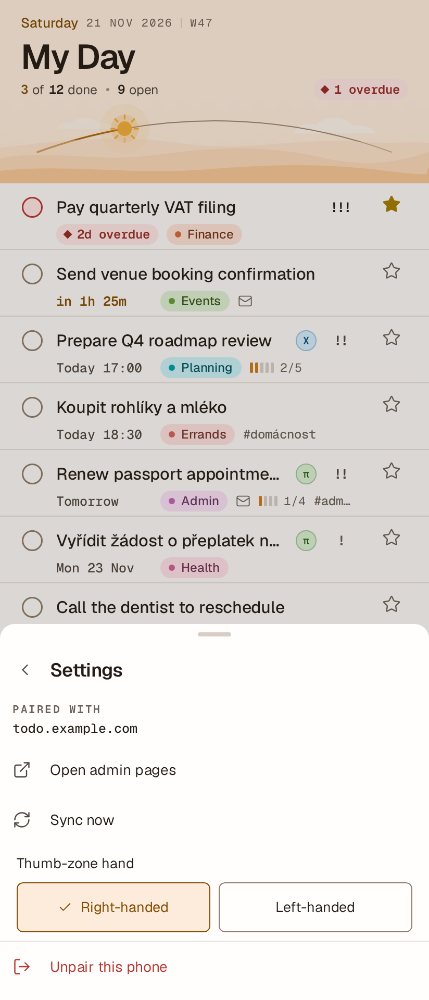 Saturday 21 NOV 2026 | W47
My Day
3 of 12 done • 9 open
◆ 1 overdue
Pay quarterly VAT filing !!!
◆ 2d overdue Finance
Send venue booking confirmation
in 1h 25m Events
Prepare Q4 roadmap review X !!
Today 17:00 Planning 2/5
Koupit rohlíky a mléko
Today 18:30 Errands #domácnost
Renew passport appointme… π !!
Tomorrow Admin 1/4 #adm…
Vyřídit žádost o přeplatek n… π !
Mon 23 Nov Health
Call the dentist to reschedule
Settings
PAIRED WITH
todo.example.com
Open admin pages
Sync now
Thumb-zone hand
Right-handed
Left-handed
Unpair this phone